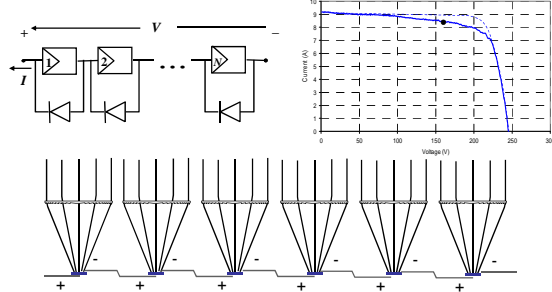 + V −
1 2 N
I
Current (A)
10
9
8
7
6
5
4
3
2
1
0
0 50 100 150 200 250 30
Voltage (V)
- - - - - -
+ + + + + +